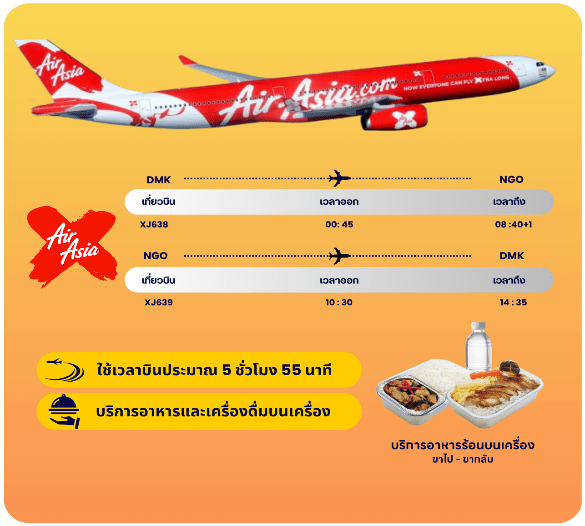 Air
Asia
AirAsia.com
NOW EVERYONE CAN FLY XTRA LONG
DMK NGO
เที่ยวบิน เวลาออก เวลาถึง
XJ638 00:45 08:40+1
Air
Asia
NGO DMK
เที่ยวบิน เวลาออก เวลาถึง
XJ639 10:30 14:35
ใช้เวลาบินประมาณ 5 ชั่วโมง 55 นาที
บริการอาหารและเครื่องดื่มบนเครื่อง
บริการอาหารร้อนบนเครื่อง
ขาไป - ขากลับ